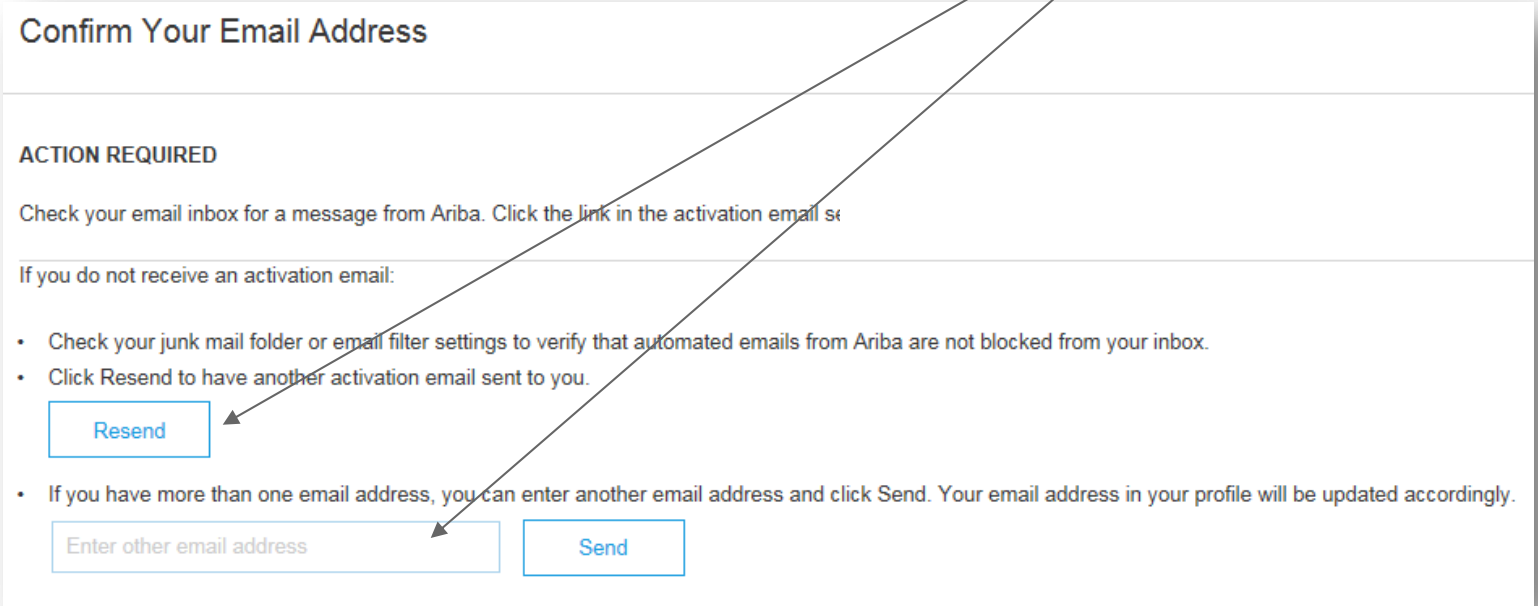 Confirm Your Email Address
ACTION REQUIRED
Check your email inbox for a message from Ariba. Click the link in the activation email
If you do not receive an activation email:
• Check your junk mail folder or email filter settings to verify that automated emails from Ariba are not blocked from your inbox.
• Click Resend to have another activation email sent to you.
Resend
• If you have more than one email address, you can enter another email address and click Send. Your email address in your profile will be updated accordingly.
Enter other email address
Send